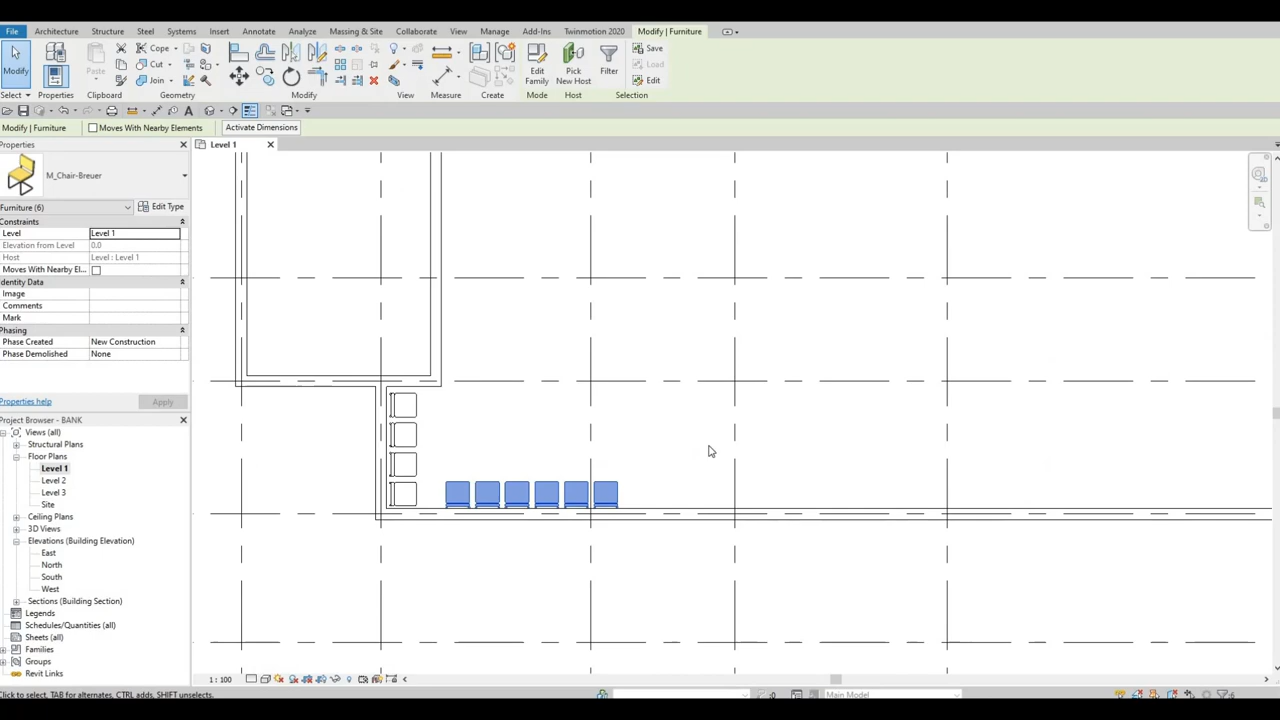 File Architecture Structure Steel Systems Insert Annotate Analyze Massing & Site Collaborate View Manage Add-Ins Twinmotion 2020 Modify | Furniture
Cope
Cut
Join
Save
Load
Edit
Modify
Paste
Edit Family
Pick New Host
Filter
Select Properties Clipboard Geometry Modify View Measure Create Mode Host Selection
Modify | Furniture Moves With Nearby Elements Activate Dimensions
Properties
Level 1
M_Chair-Breuer
Furniture (6) Edit Type
Constraints
Level Level 1
Elevation from Level 0.0
Host Level : Level 1
Moves With Nearby El...
Identity Data
Image
Comments
Mark
Phasing
Phase Created New Construction
Phase Demolished None
Properties help Apply
Project Browser - BANK
Views (all)
Structural Plans
Floor Plans
Level 1
Level 2
Level 3
Site
Ceiling Plans
3D Views
Elevations (Building Elevation)
East
North
South
West
Sections (Building Section)
Legends
Schedules/Quantities (all)
Sheets (all)
Families
Groups
Revit Links
1 : 100
Click to select, TAB for alternates, CTRL adds, SHIFT unselects.
:0
Main Model
:6